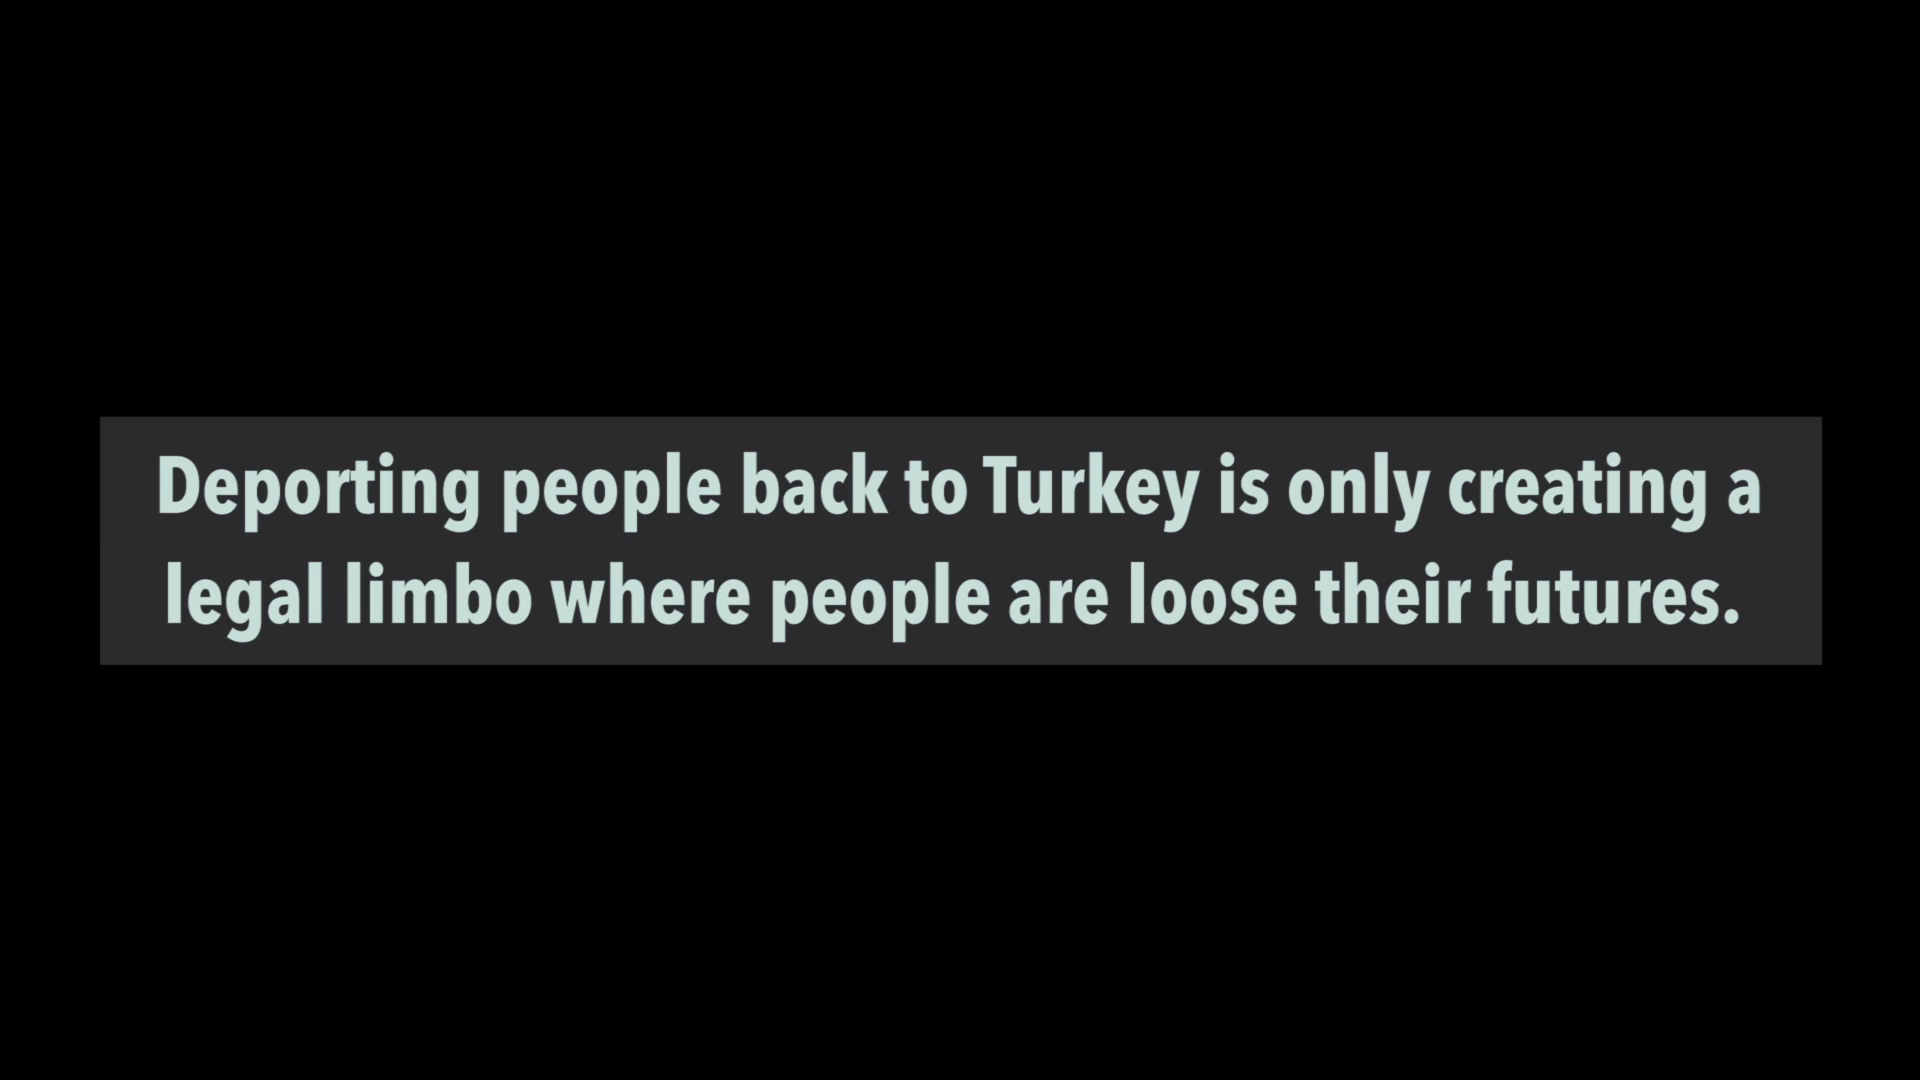 Deporting people back to Turkey is only creating a
legal limbo where people are loose their futures.